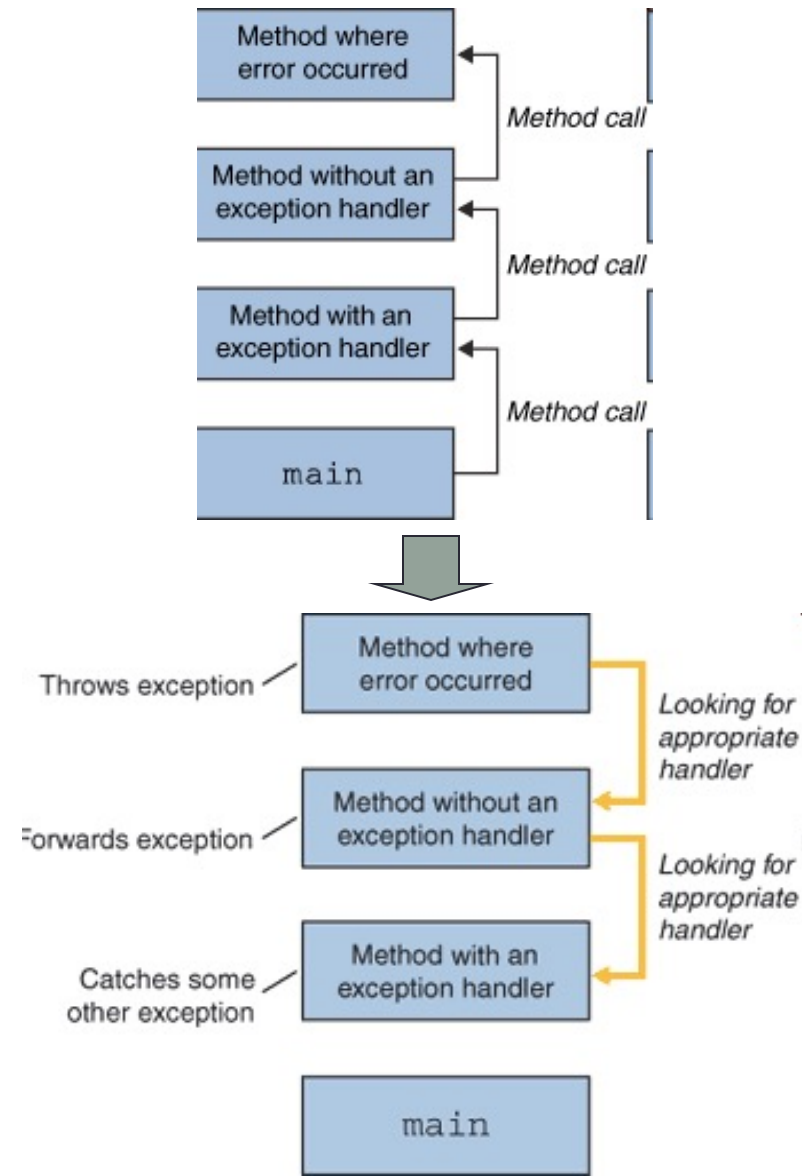 Method where
error occurred
Method call
Method without an
exception handler
Method call
Method with an
exception handler
Method call
main
Method where
error occurred
Throws exception
Looking for
appropriate
handler
Method without an
exception handler
Forwards exception
Looking for
appropriate
handler
Method with an
exception handler
Catches some
other exception
main